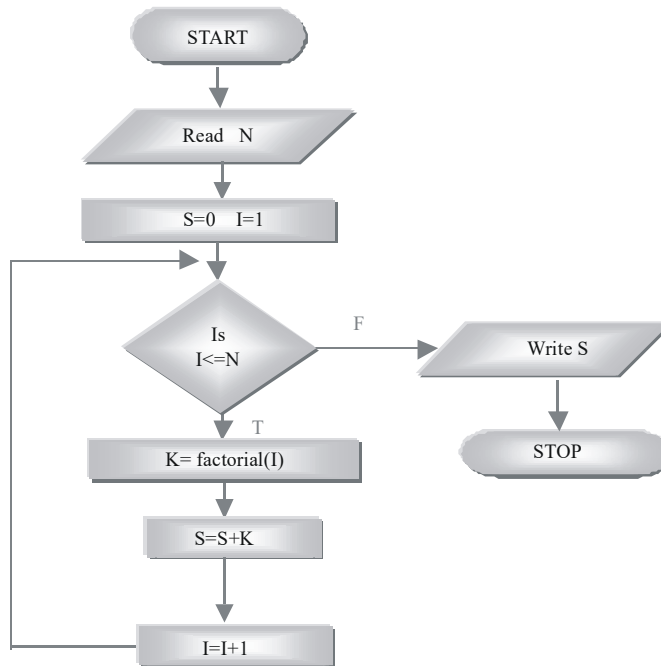 START
Read N
S=0 I=1
Is
I<=N
F
Write S
T
STOP
K= factorial(I)
S=S+K
I=I+1